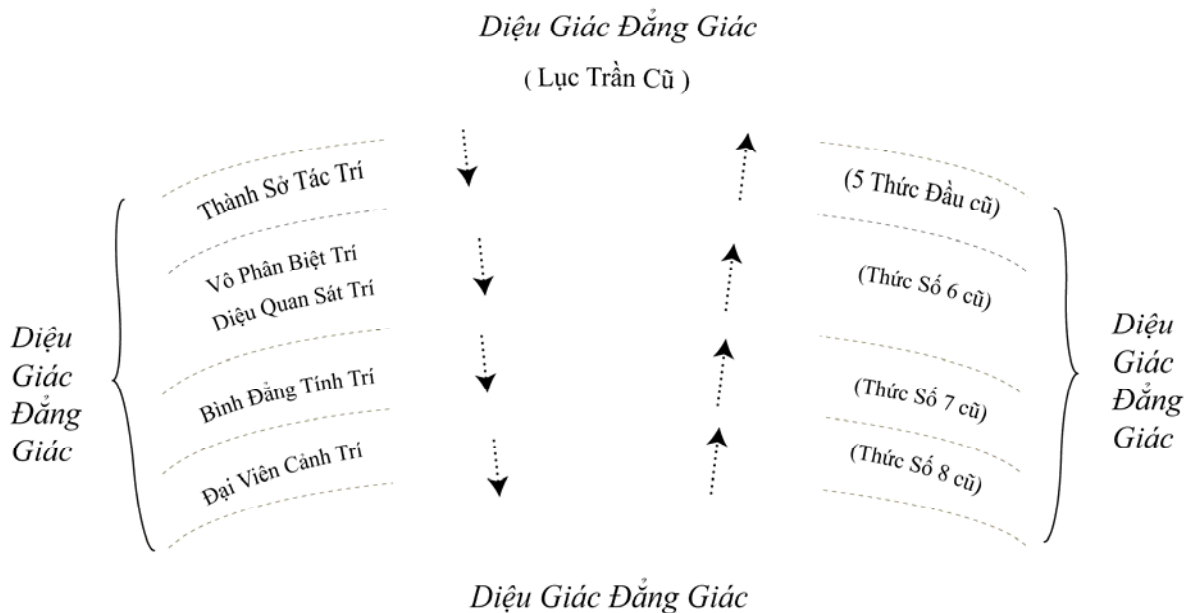 Diệu Giác Đẳng Giác
( Lục Trần Cũ )
Thành Sở Tác Trí
Vô Phân Biệt Trí
Diệu Quan Sát Trí
Bình Đẳng Tính Trí
Đại Viên Cảnh Trí
Diệu
Giác
Đẳng
Giác
(5 Thức Đầu cũ)
(Thức Số 6 cũ)
(Thức Số 7 cũ)
(Thức Số 8 cũ)
Diệu
Giác
Đẳng
Giác
Diệu Giác Đẳng Giác